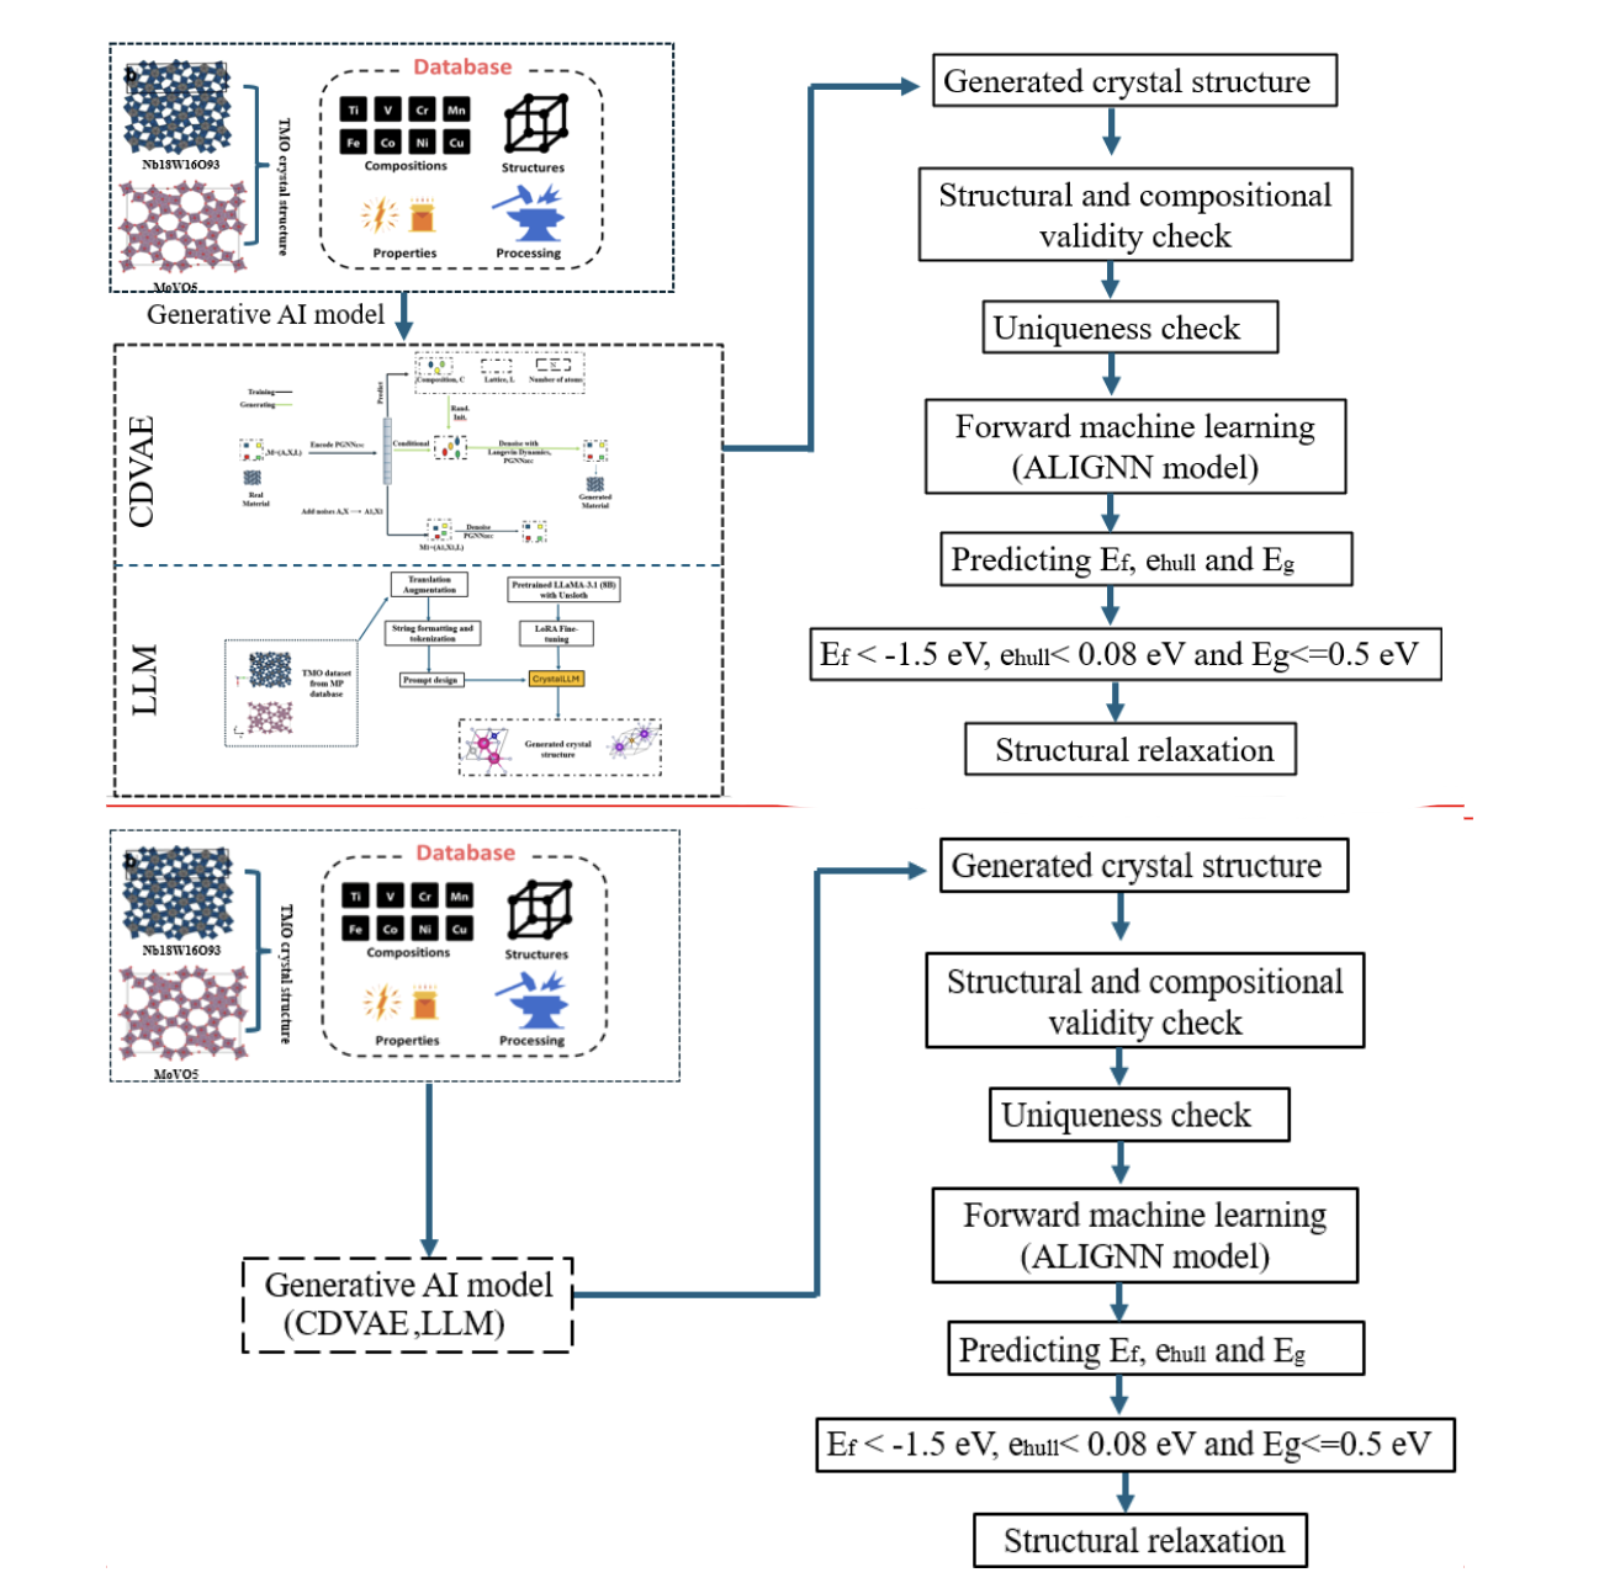 Database
Ti V Cr Mn
Fe Co Ni Cu
Compositions
Structures
Properties
Processing
Nb18W16O93
MoVO5
TMO crystal structure
Generative AI model
CDVAE
Training
Generating
Predict
Composition, C
Lattice, L
N
Number of atoms
Rand.
Init.
M=(A,X,L)
Encode PGNN
Conditional
Denoise with
Langevin Dynamics,
Real
Material
Generated
Material
Add noises A,X
Denoise
LLM
Translation
Augmentation
Pretrained LLaMA-3.1 (8B)
with Unsloth
String formatting and
tokenization
LoRA Fine-
tuning
TMO dataset
from MP
database
Prompt design
CrystalLLM
Generated crystal
structure
Generated crystal structure
Structural and compositional
validity check
Uniqueness check
Forward machine learning
(ALIGNN model)
Predicting Ef, ehull and Eg
Ef < -1.5 eV, ehull< 0.08 eV and Eg<=0.5 eV
Structural relaxation
Database
Ti V Cr Mn
Fe Co Ni Cu
Compositions
Structures
Properties
Processing
Nb18W16O93
MoVO5
TMO crystal structure
Generative AI model
(CDVAE,LLM)
Generated crystal structure
Structural and compositional
validity check
Uniqueness check
Forward machine learning
(ALIGNN model)
Predicting Ef, ehull and Eg
Ef < -1.5 eV, ehull< 0.08 eV and Eg<=0.5 eV
Structural relaxation